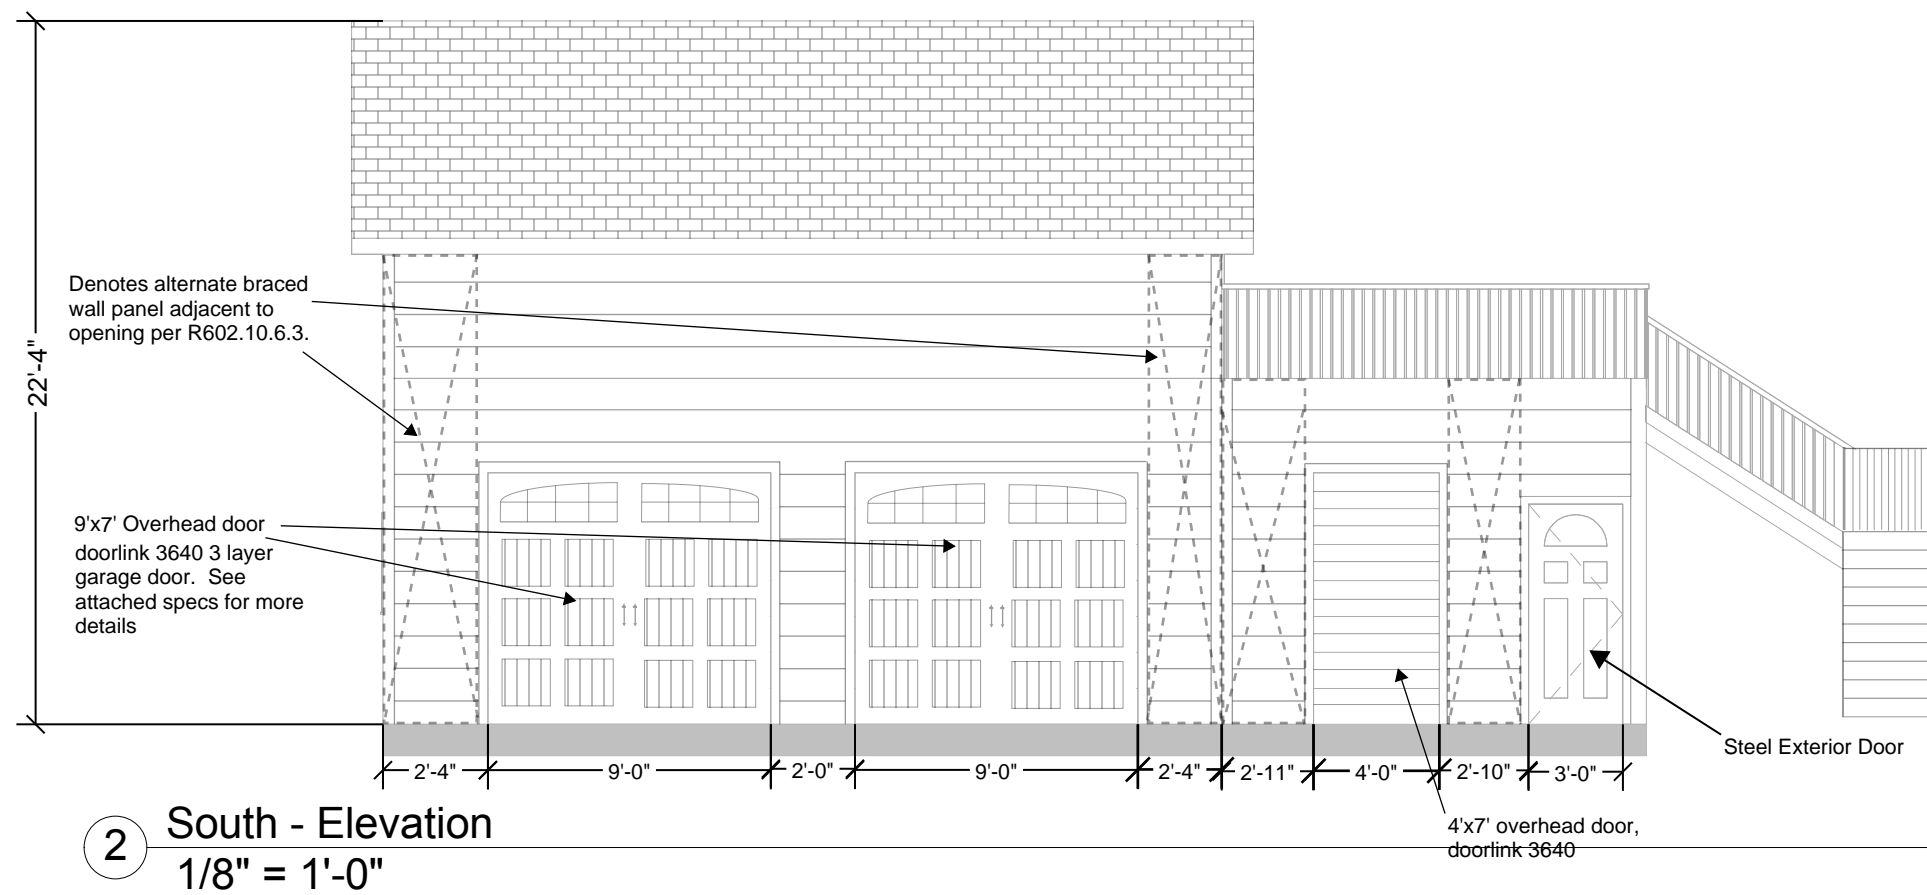 22'-4"
Denotes alternate braced
wall panel adjacent to
opening per R602.10.6.3.
9'x7' Overhead door
doorlink 3640 3 layer
garage door. See
attached specs for more
details
Steel Exterior Door
2'-4" 9'-0" 2'-0" 9'-0" 2'-4" 2'-11" 4'-0" 2'-10" 3'-0"
4'x7' overhead door,
doorlink 3640
2 South - Elevation
1/8" = 1'-0"